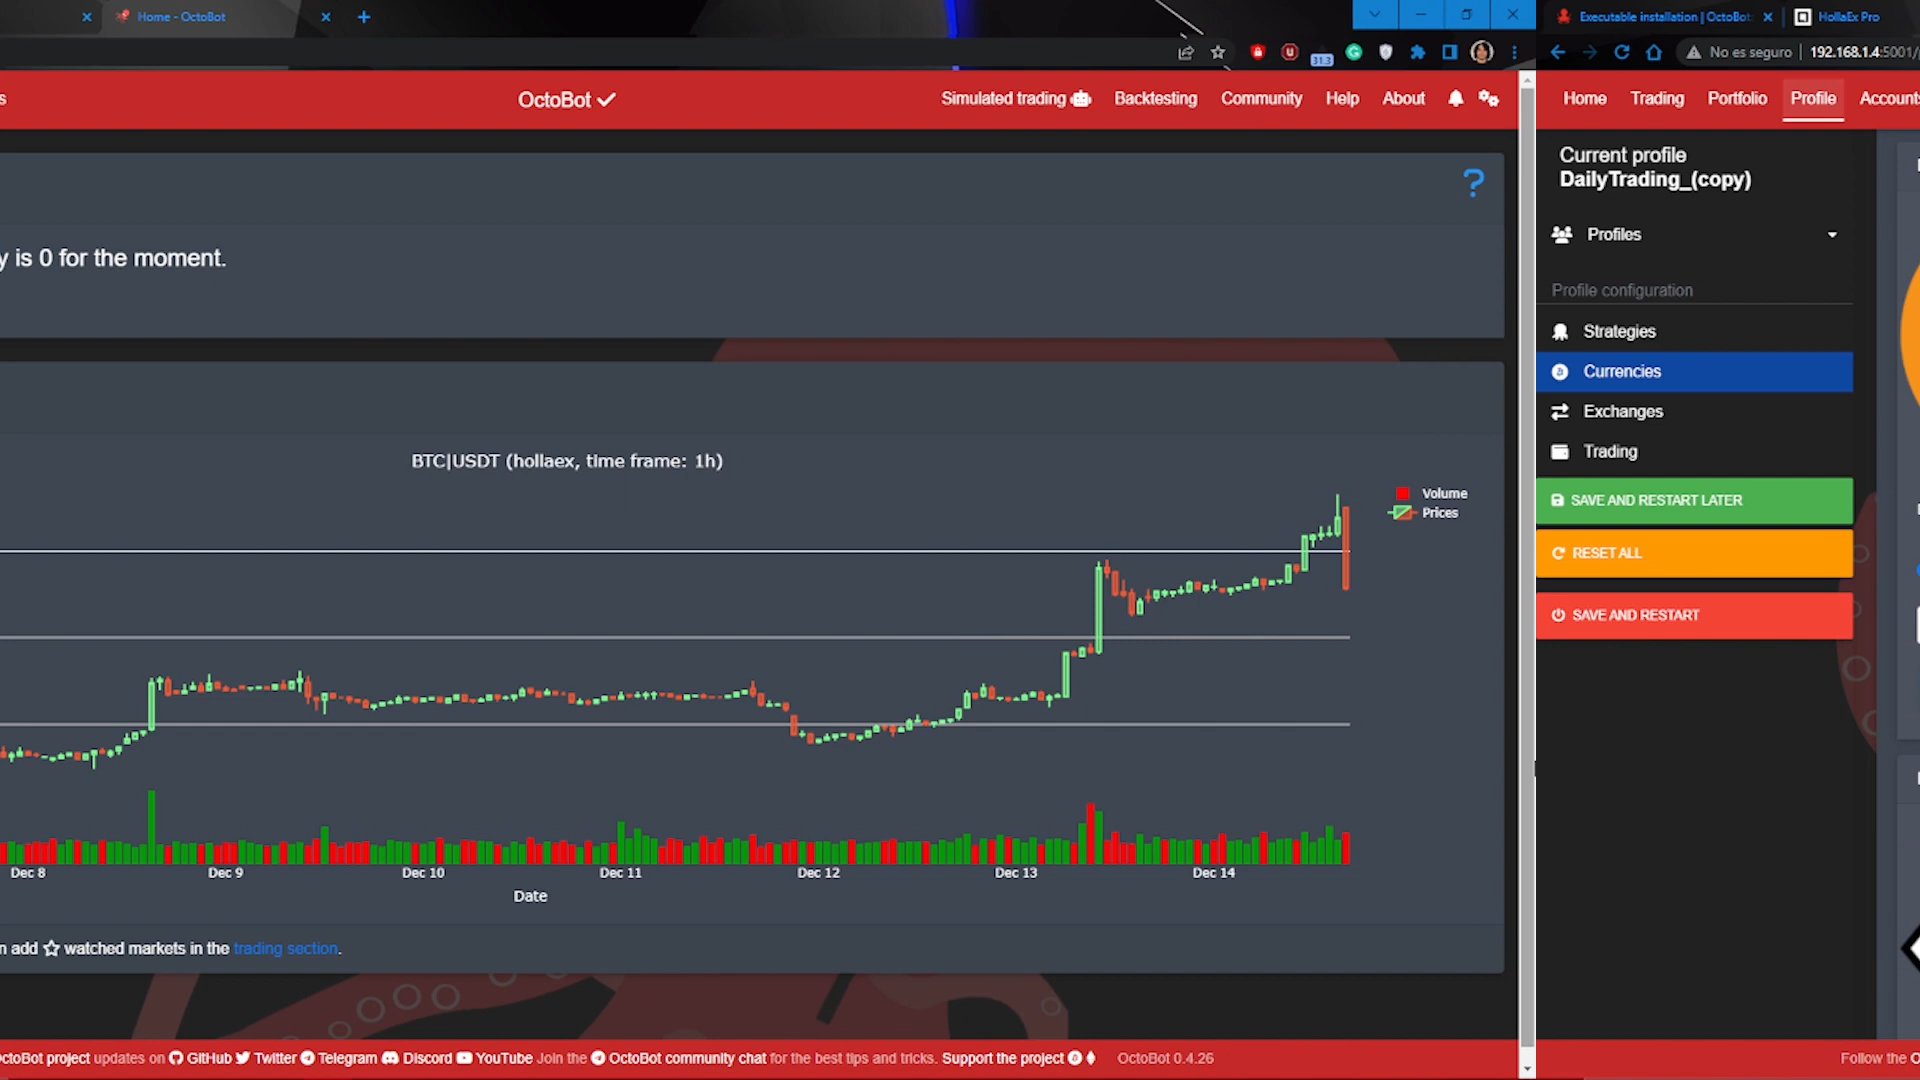 Home - OctoBot
31.3
s
OctoBot
Simulated trading
Backtesting
Community
Help
About
?
y is 0 for the moment.
BTC|USDT (hollaex, time frame: 1h)
Volume
Prices
Dec 8
Dec 9
Dec 10
Dec 11
Dec 12
Dec 13
Dec 14
Date
n add ☆ watched markets in the trading section.
ctoBot project updates on GitHub Twitter Telegram Discord YouTube Join the OctoBot community chat for the best tips and tricks. Support the project OctoBot 0.4.26
Executable installation | OctoBot
HollaEx Pro
No es seguro | 192.168.1.4:5001/
Home
Trading
Portfolio
Profile
Accounts
Current profile
DailyTrading_(copy)
Profiles
Profile configuration
Strategies
Currencies
Exchanges
Trading
SAVE AND RESTART LATER
RESET ALL
SAVE AND RESTART
Follow the O